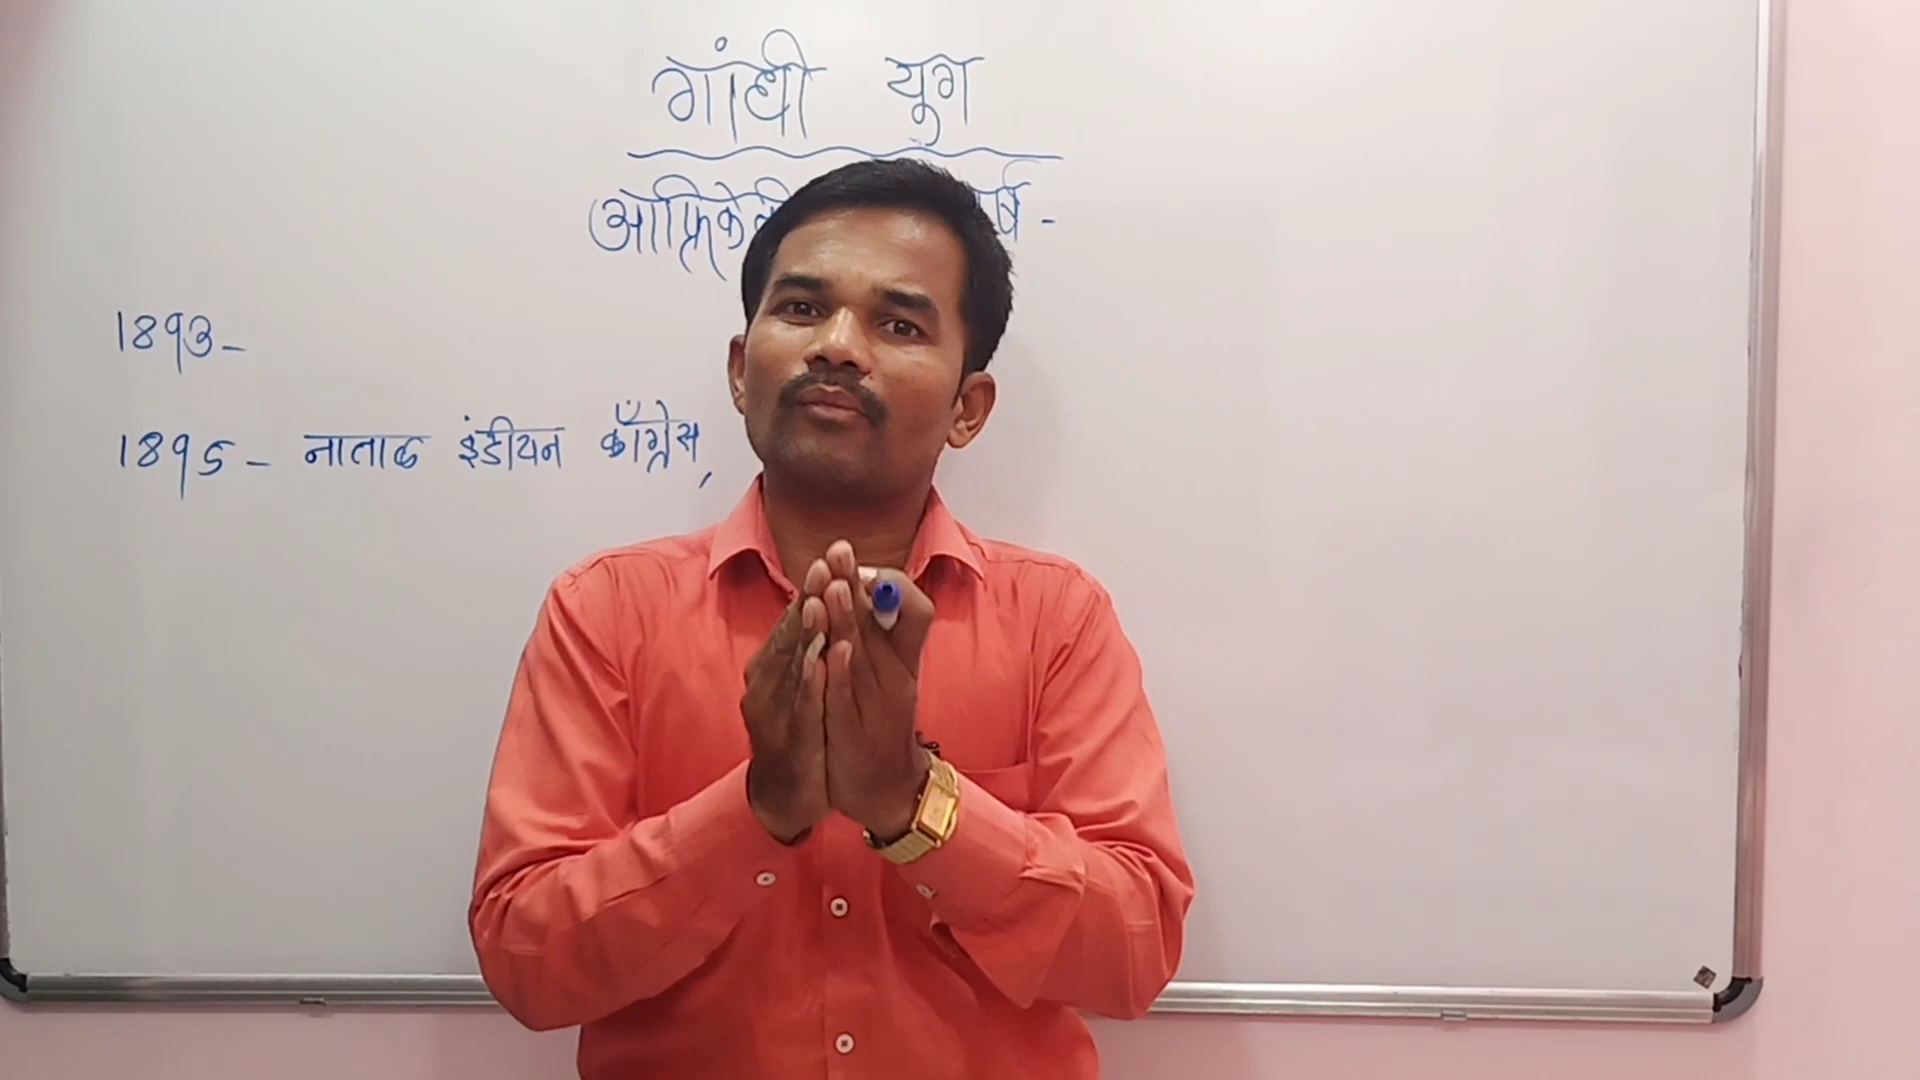 गांधी युग
आफ्रिकेती र्ष -
1893 -
1895 - नाताळ इंडीयन काँग्रेस,